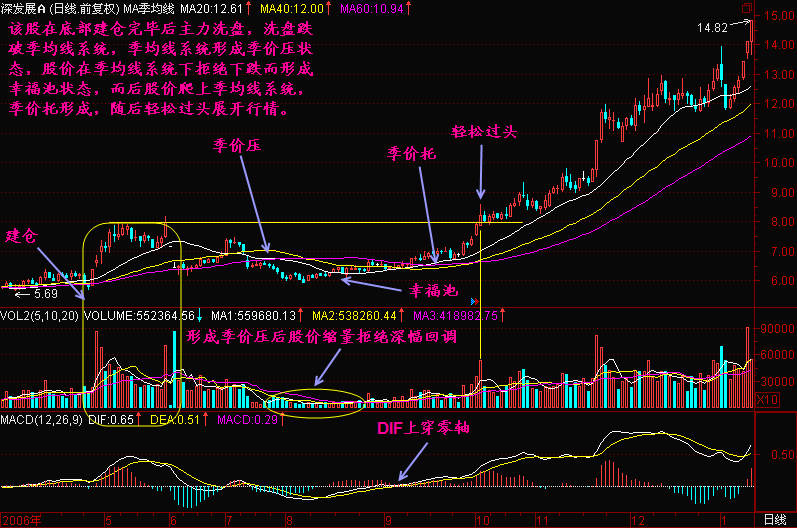 深发展A (日线.前复权) MA季均线 MA20:12.61↑ MA40:12.00↑ MA60:10.94↑
该股在底部建仓完毕后主力洗盘，洗盘跌
破季均线系统，季均线系统形成季价压状
态，股价在季均线系统下拒绝下跌而形成
幸福池状态，而后股价爬上季均线系统，
季价托形成，随后轻松过头展开行情。
14.82
15.00
14.00
13.00
12.00
11.00
10.00
9.00
8.00
7.00
6.00
轻松过头
季价压
季价托
建仓
幸福池
5.69
VOL2(5,10,20) VOLUME:552364.56↓ MA1:559680.13↑ MA2:538260.44↑ MA3:418982.75↑
形成季价压后股价缩量拒绝深幅回调
90000
60000
30000
X10
MACD(12,26,9) DIF:0.65↑ DEA:0.51↑ MACD:0.29↑
DIF上穿零轴
0.50
2006年 5 6 7 8 9 10 11 12 1 日线